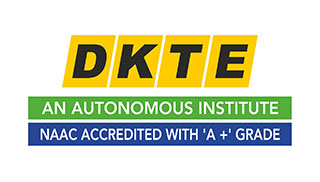 DKTE
AN AUTONOMOUS INSTITUTE
NAAC ACCREDITED WITH 'A +' GRADE